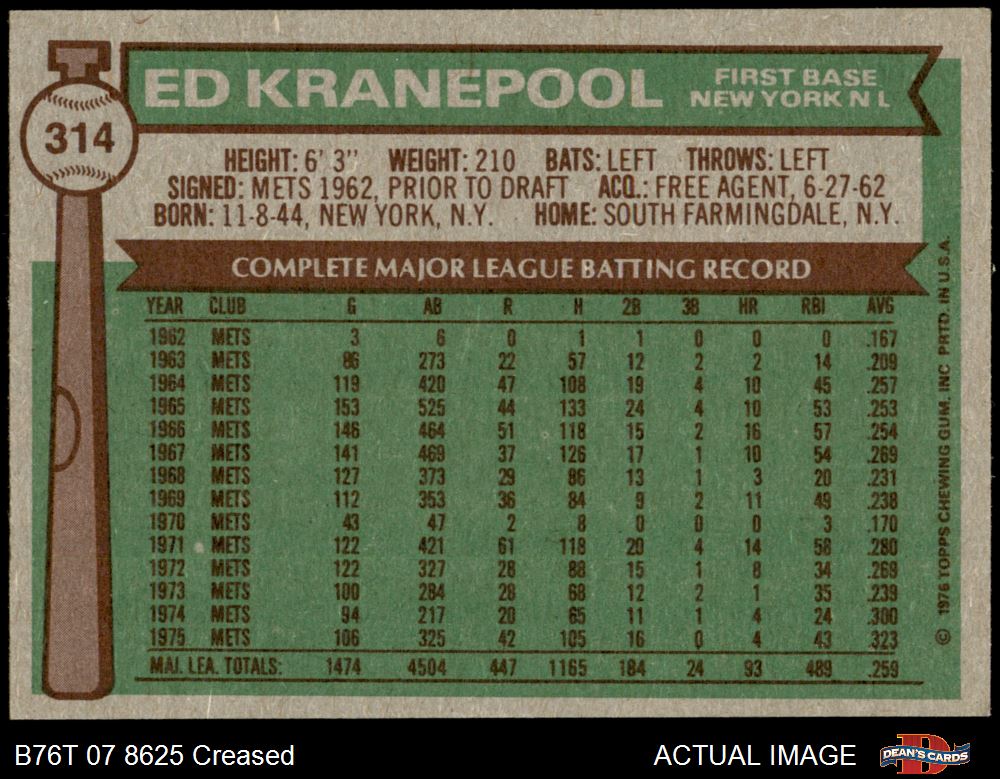 ED KRANEPOOL
FIRST BASE
NEW YORK N L
314
HEIGHT: 6' 3" WEIGHT: 210 BATS: LEFT THROWS: LEFT
SIGNED: METS 1962, PRIOR TO DRAFT ACQ.: FREE AGENT, 6-27-62
BORN: 11-8-44, NEW YORK, N.Y. HOME: SOUTH FARMINGDALE, N.Y.
COMPLETE MAJOR LEAGUE BATTING RECORD
YEAR CLUB G AB R H 2B 3B HR RBI AVG
1962 METS 3 6 0 1 1 0 0 0 .167
1963 METS 86 273 22 57 12 2 2 14 .209
1964 METS 119 420 47 108 19 4 10 45 .257
1965 METS 153 525 44 133 24 4 10 53 .253
1966 METS 146 464 51 118 15 2 16 57 .254
1967 METS 141 469 37 126 17 1 10 54 .269
1968 METS 127 373 29 86 13 1 3 20 .231
1969 METS 112 353 36 84 9 2 11 49 .238
1970 METS 43 47 2 8 0 0 0 3 .170
1971 METS 122 421 61 118 20 4 14 58 .280
1972 METS 122 327 28 88 15 1 8 34 .269
1973 METS 100 284 28 68 12 2 1 35 .239
1974 METS 94 217 20 65 11 1 4 24 .300
1975 METS 106 325 42 105 16 0 4 43 .323
MAJ. LEA. TOTALS: 1474 4504 447 1165 184 24 93 489 .259
© 1976 TOPPS CHEWING GUM, INC PRTD. IN U.S.A.
B76T 07 8625 Creased
ACTUAL IMAGE
DEAN'S CARDS